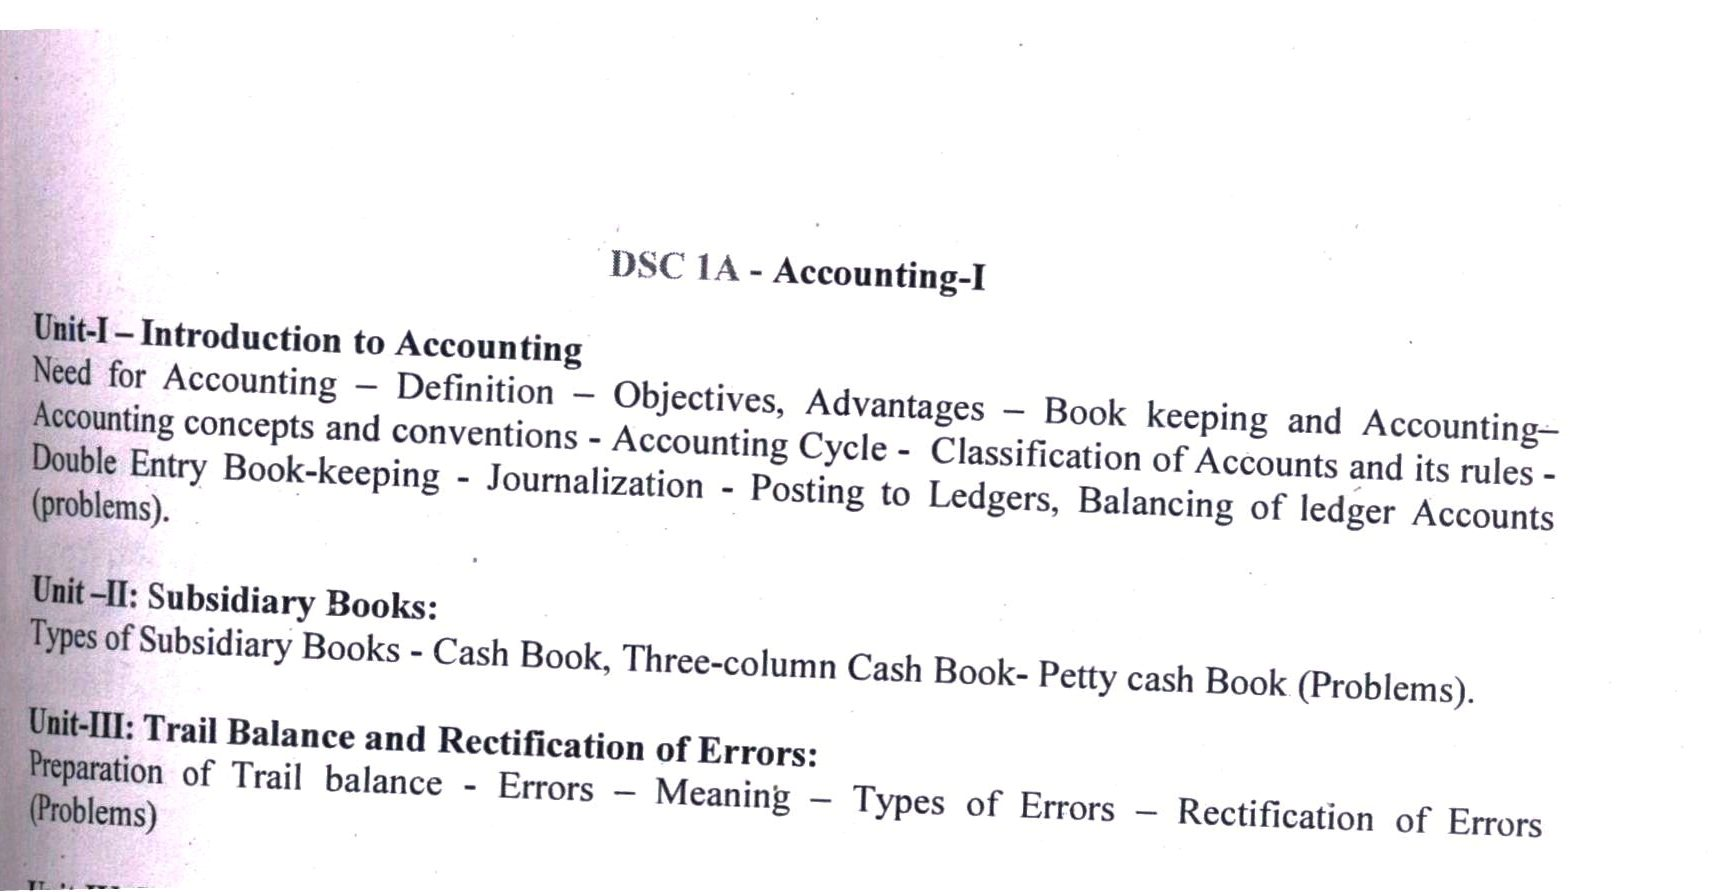 DSC 1A - Accounting-I
Unit-I – Introduction to Accounting
Need for Accounting – Definition – Objectives, Advantages – Book keeping and Accounting–
Accounting concepts and conventions - Accounting Cycle - Classification of Accounts and its rules -
Double Entry Book-keeping - Journalization - Posting to Ledgers, Balancing of ledger Accounts
(problems).
Unit –II: Subsidiary Books:
Types of Subsidiary Books - Cash Book, Three-column Cash Book- Petty cash Book (Problems).
Unit-III: Trail Balance and Rectification of Errors:
Preparation of Trail balance - Errors – Meaning – Types of Errors – Rectification of Errors
(Problems)